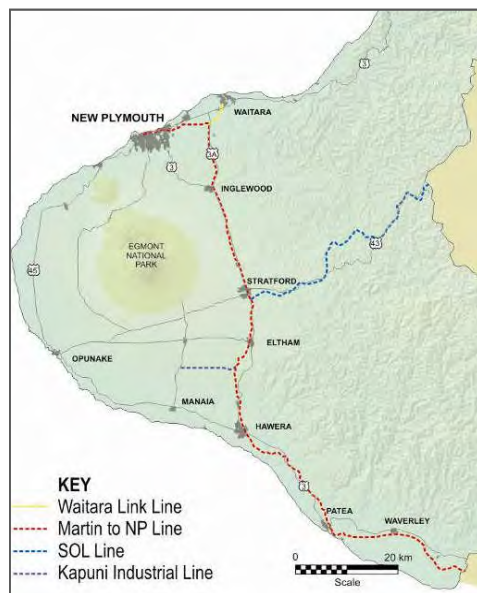 3
WAITARA
NEW PLYMOUTH
3A
3
INGLEWOOD
EGMONT
NATIONAL
PARK
43
45
STRATFORD
OPUNAKE
ELTHAM
MANAIA
HAWERA
KEY
Waitara Link Line
Martin to NP Line
SOL Line
Kapuni Industrial Line
3
PATEA
WAVERLEY
0
20 km
Scale